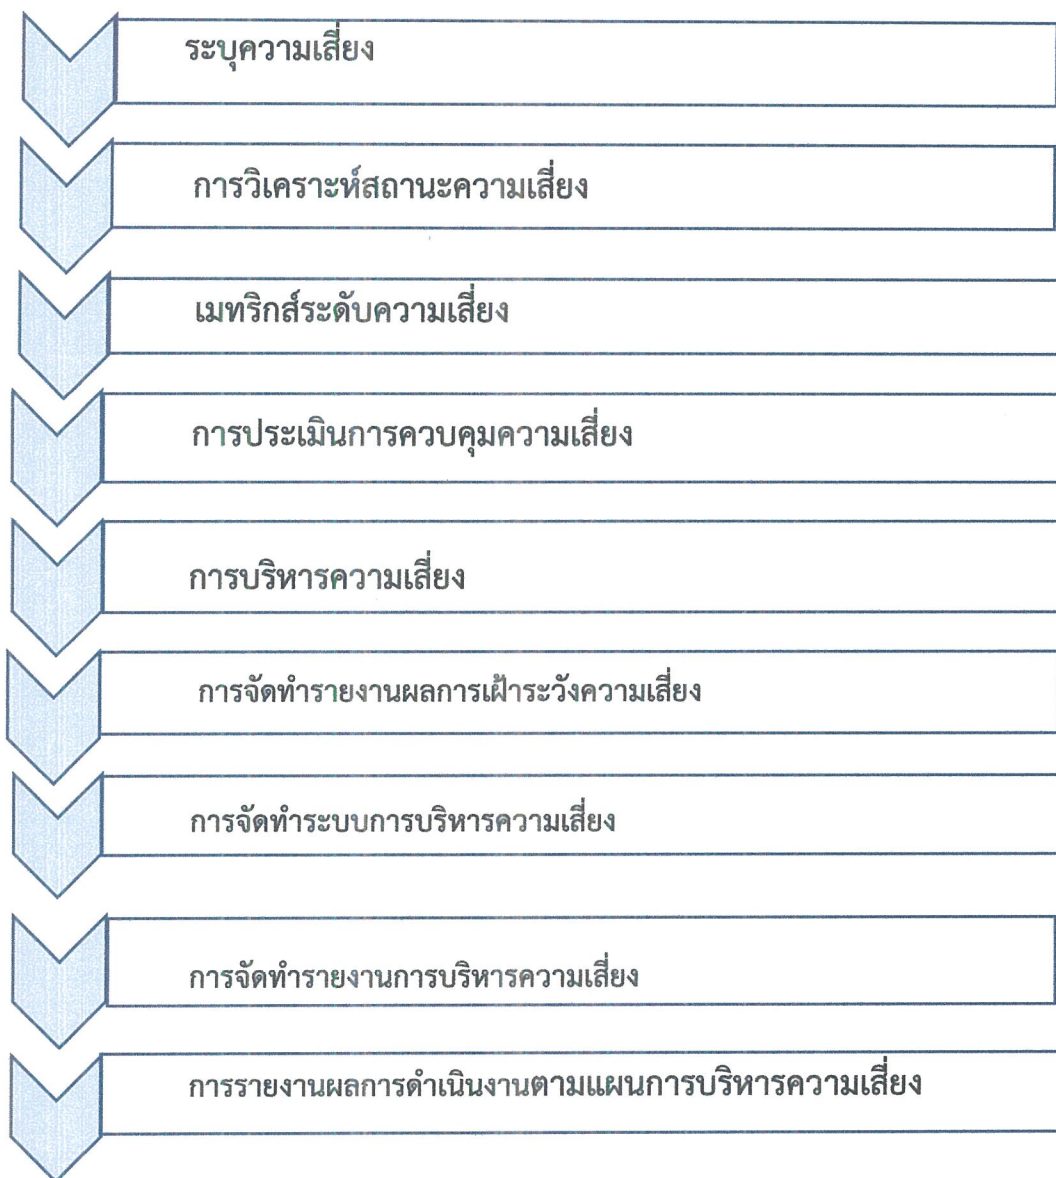 ระบุความเสี่ยง
การวิเคราะห์สถานะความเสี่ยง
เมทริกส์ระดับความเสี่ยง
การประเมินการควบคุมความเสี่ยง
การบริหารความเสี่ยง
การจัดทำรายงานผลการเฝ้าระวังความเสี่ยง
การจัดทำระบบการบริหารความเสี่ยง
การจัดทำรายงานการบริหารความเสี่ยง
การรายงานผลการดำเนินงานตามแผนการบริหารความเสี่ยง